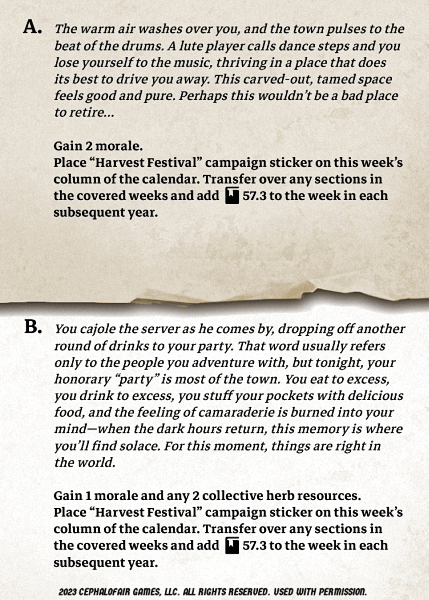 A. The warm air washes over you, and the town pulses to the
beat of the drums. A lute player calls dance steps and you
lose yourself to the music, thriving in a place that does
its best to drive you away. This carved-out, tamed space
feels good and pure. Perhaps this wouldn't be a bad place
to retire...
Gain 2 morale.
Place “Harvest Festival” campaign sticker on this week's
column of the calendar. Transfer over any sections in
the covered weeks and add 57.3 to the week in each
subsequent year.
B. You cajole the server as he comes by, dropping off another
round of drinks to your party. That word usually refers
only to the people you adventure with, but tonight, your
honorary “party” is most of the town. You eat to excess,
you drink to excess, you stuff your pockets with delicious
food, and the feeling of camaraderie is burned into your
mind—when the dark hours return, this memory is where
you'll find solace. For this moment, things are right in
the world.
Gain 1 morale and any 2 collective herb resources.
Place “Harvest Festival” campaign sticker on this week's
column of the calendar. Transfer over any sections in
the covered weeks and add 57.3 to the week in each
subsequent year.
2023 CEPHALOFAIR GAMES, LLC. ALL RIGHTS RESERVED. USED WITH PERMISSION.